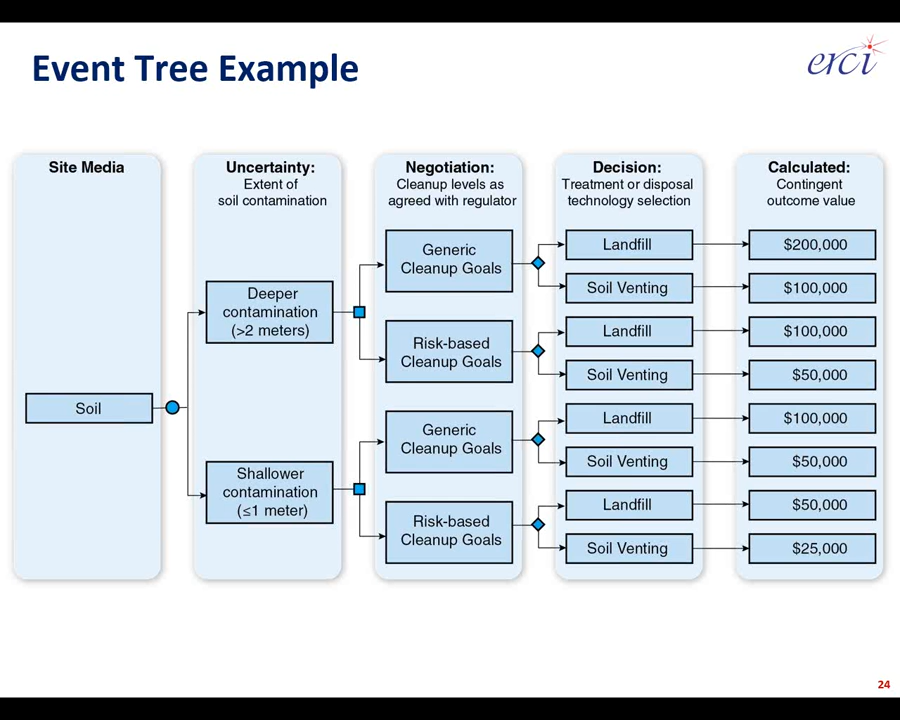 Event Tree Example
erci
Site Media
Uncertainty:
Extent of
soil contamination
Negotiation:
Cleanup levels as
agreed with regulator
Decision:
Treatment or disposal
technology selection
Calculated:
Contingent
outcome value
Soil
Deeper
contamination
(>2 meters)
Shallower
contamination
(≤1 meter)
Generic
Cleanup Goals
Risk-based
Cleanup Goals
Generic
Cleanup Goals
Risk-based
Cleanup Goals
Landfill
Soil Venting
Landfill
Soil Venting
Landfill
Soil Venting
Landfill
Soil Venting
$200,000
$100,000
$100,000
$50,000
$100,000
$50,000
$50,000
$25,000
24